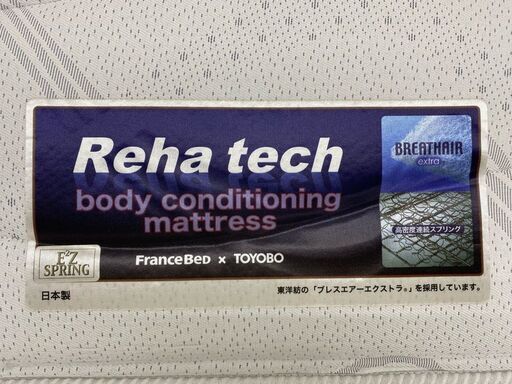 Reha tech
body conditioning
mattress
BREATHAIR
extra
高密度連続スプリング
E²Z
SPRING
FRANCEBED × TOYOBO
日本製
東洋紡の「ブレスエアーエクストラ®」を採用しています。